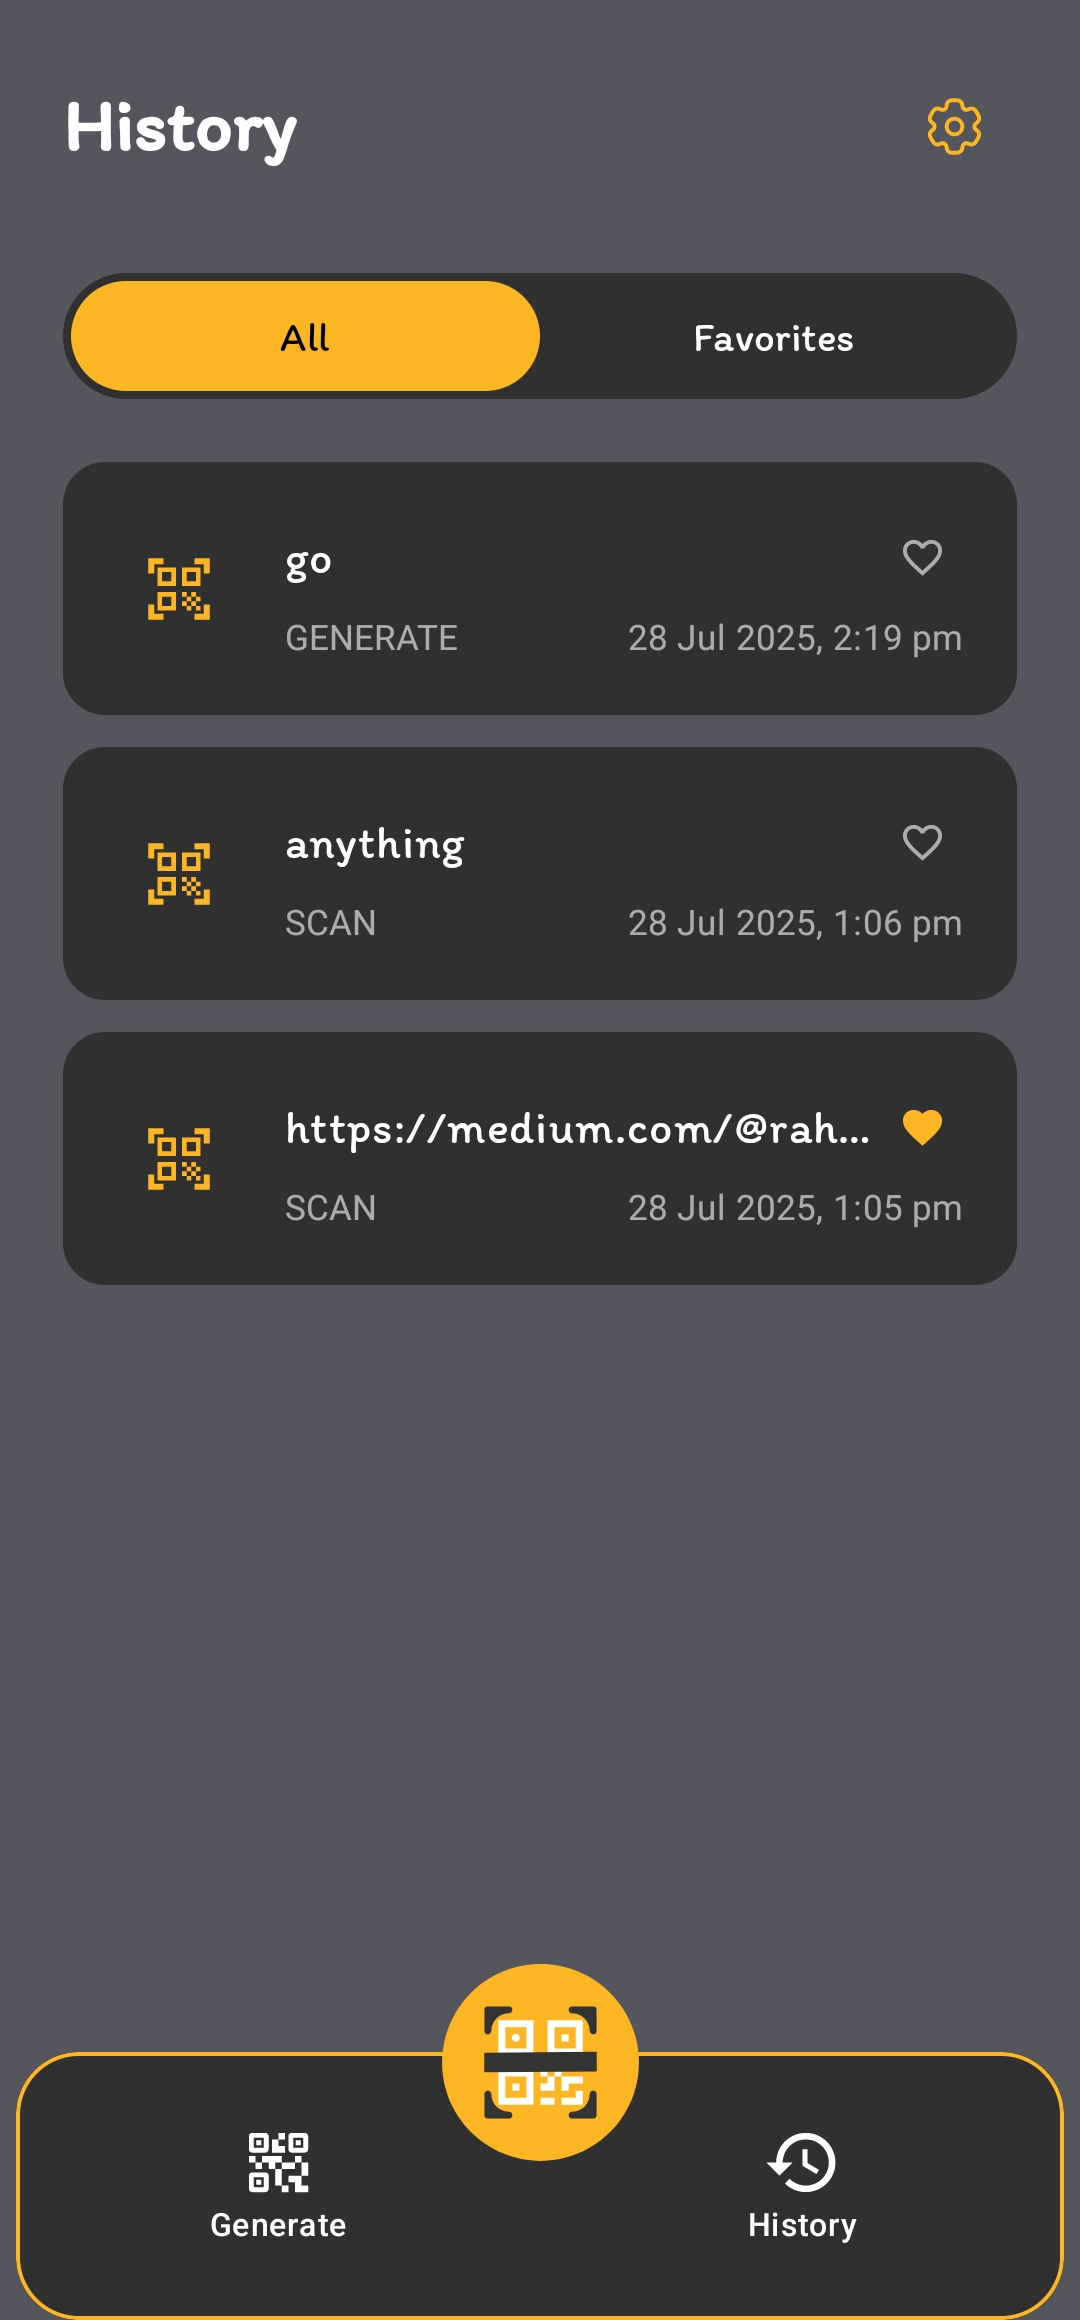 History
All
Favorites
go
GENERATE
28 Jul 2025, 2:19 pm
anything
SCAN
28 Jul 2025, 1:06 pm
https://medium.com/@rah...
SCAN
28 Jul 2025, 1:05 pm
Generate
History